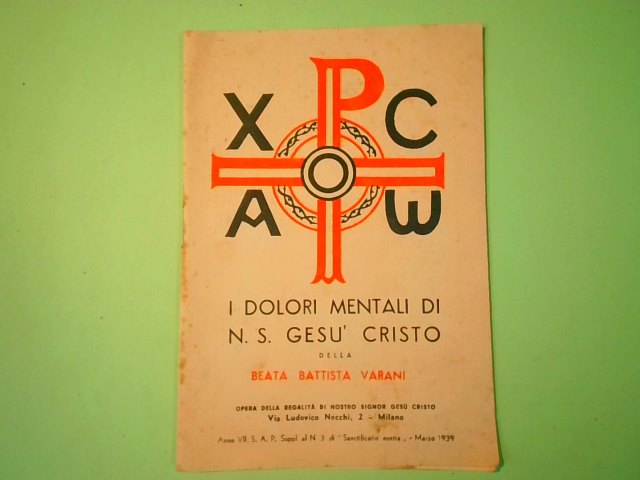 X P C
A ω
I DOLORI MENTALI DI
N. S. GESU' CRISTO
DELLA
BEATA BATTISTA VARANI
OPERA DELLA REGALITÀ DI NOSTRO SIGNOR GESÙ CRISTO
Via Ludovico Necchi, 2 - Milano
Anno VII S. A. P. Suppl. al N. 3 di "Sanctificatio nostra" - Marzo 1939